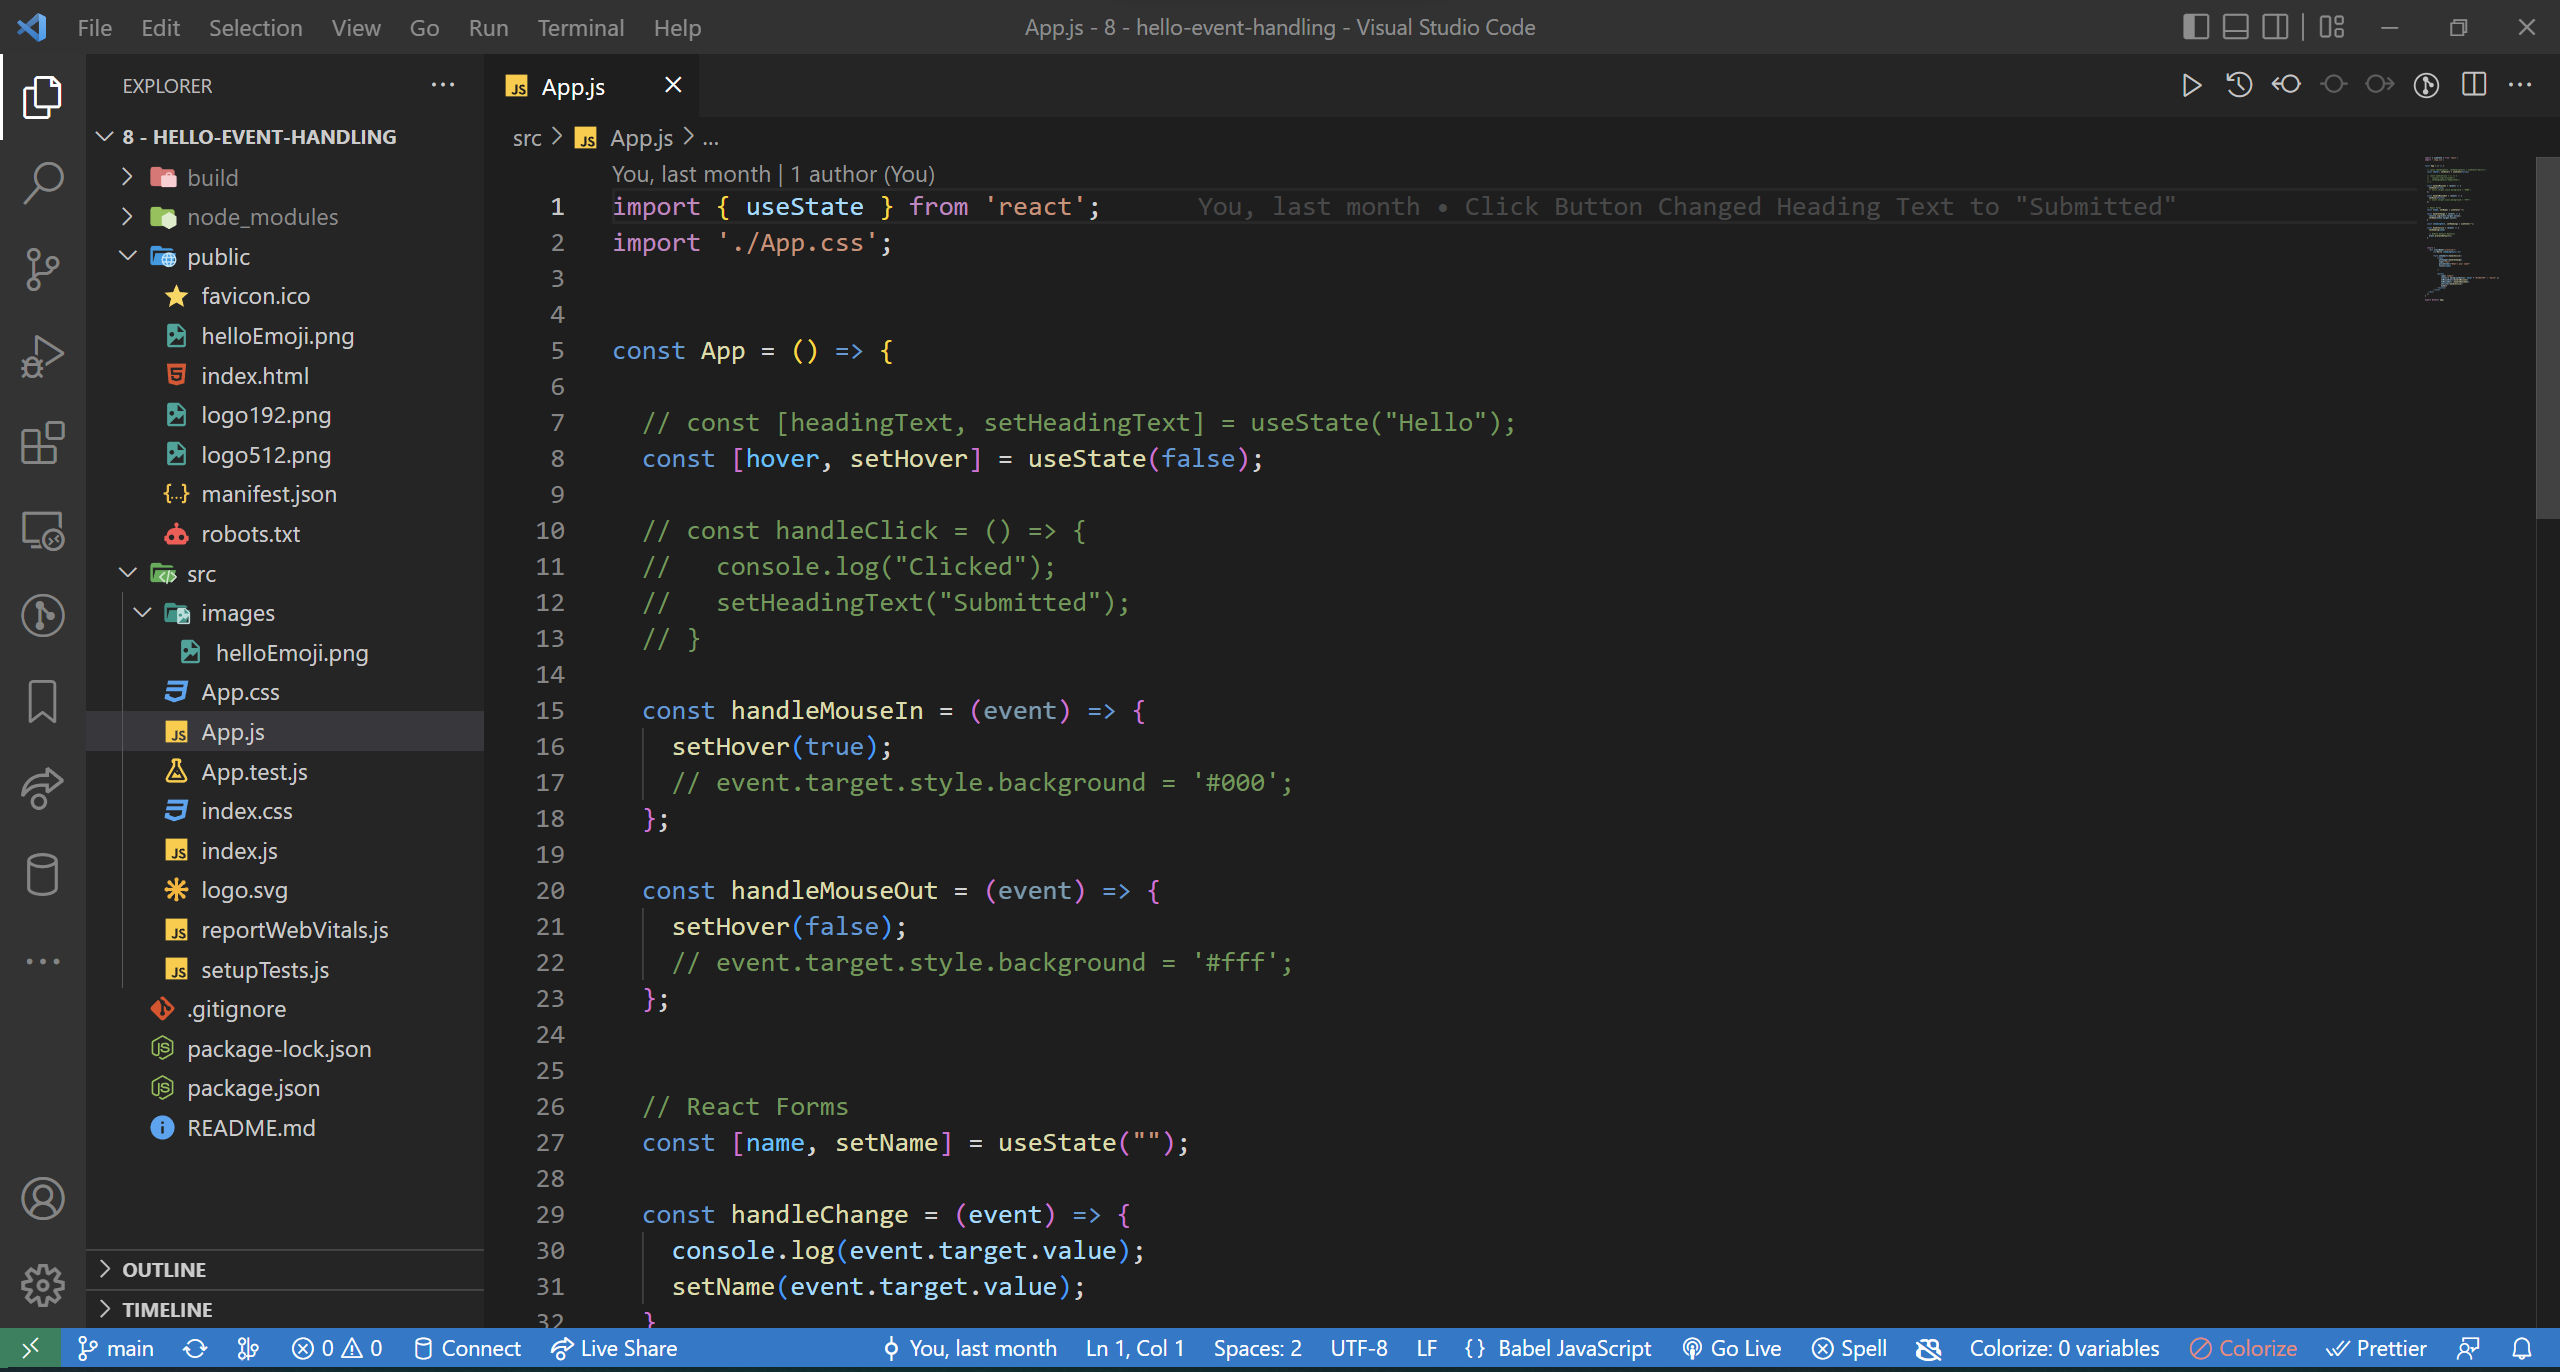 File Edit Selection View Go Run Terminal Help
App.js - 8 - hello-event-handling - Visual Studio Code
EXPLORER
8 - HELLO-EVENT-HANDLING
build
node_modules
public
favicon.ico
helloEmoji.png
index.html
logo192.png
logo512.png
manifest.json
robots.txt
src
images
helloEmoji.png
App.css
App.js
App.test.js
index.css
index.js
logo.svg
reportWebVitals.js
setupTests.js
.gitignore
package-lock.json
package.json
README.md
OUTLINE
TIMELINE
App.js
src > App.js > ...
You, last month | 1 author (You)
1 import { useState } from 'react'; You, last month • Click Button Changed Heading Text to "Submitted"
2 import './App.css';
3
4
5 const App = () => {
6
7 // const [headingText, setHeadingText] = useState("Hello");
8 const [hover, setHover] = useState(false);
9
10 // const handleClick = () => {
11 // console.log("Clicked");
12 // setHeadingText("Submitted");
13 // }
14
15 const handleMouseIn = (event) => {
16 setHover(true);
17 // event.target.style.background = '#000';
18 };
19
20 const handleMouseOut = (event) => {
21 setHover(false);
22 // event.target.style.background = '#fff';
23 };
24
25
26 // React Forms
27 const [name, setName] = useState("");
28
29 const handleChange = (event) => {
30 console.log(event.target.value);
31 setName(event.target.value);
32 }
main 0 0 Connect Live Share You, last month Ln 1, Col 1 Spaces: 2 UTF-8 LF {} Babel JavaScript Go Live Spell Colorize: 0 variables Colorize Prettier